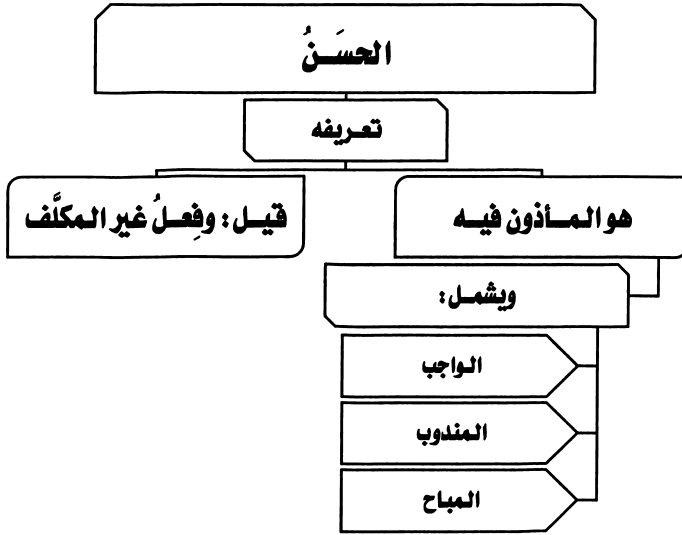 الحسَنُ
تعريفه
هو المأذون فيه
قيل: وفِعلُ غير المكلَّف
ويشمل:
الواجب
المندوب
المباح